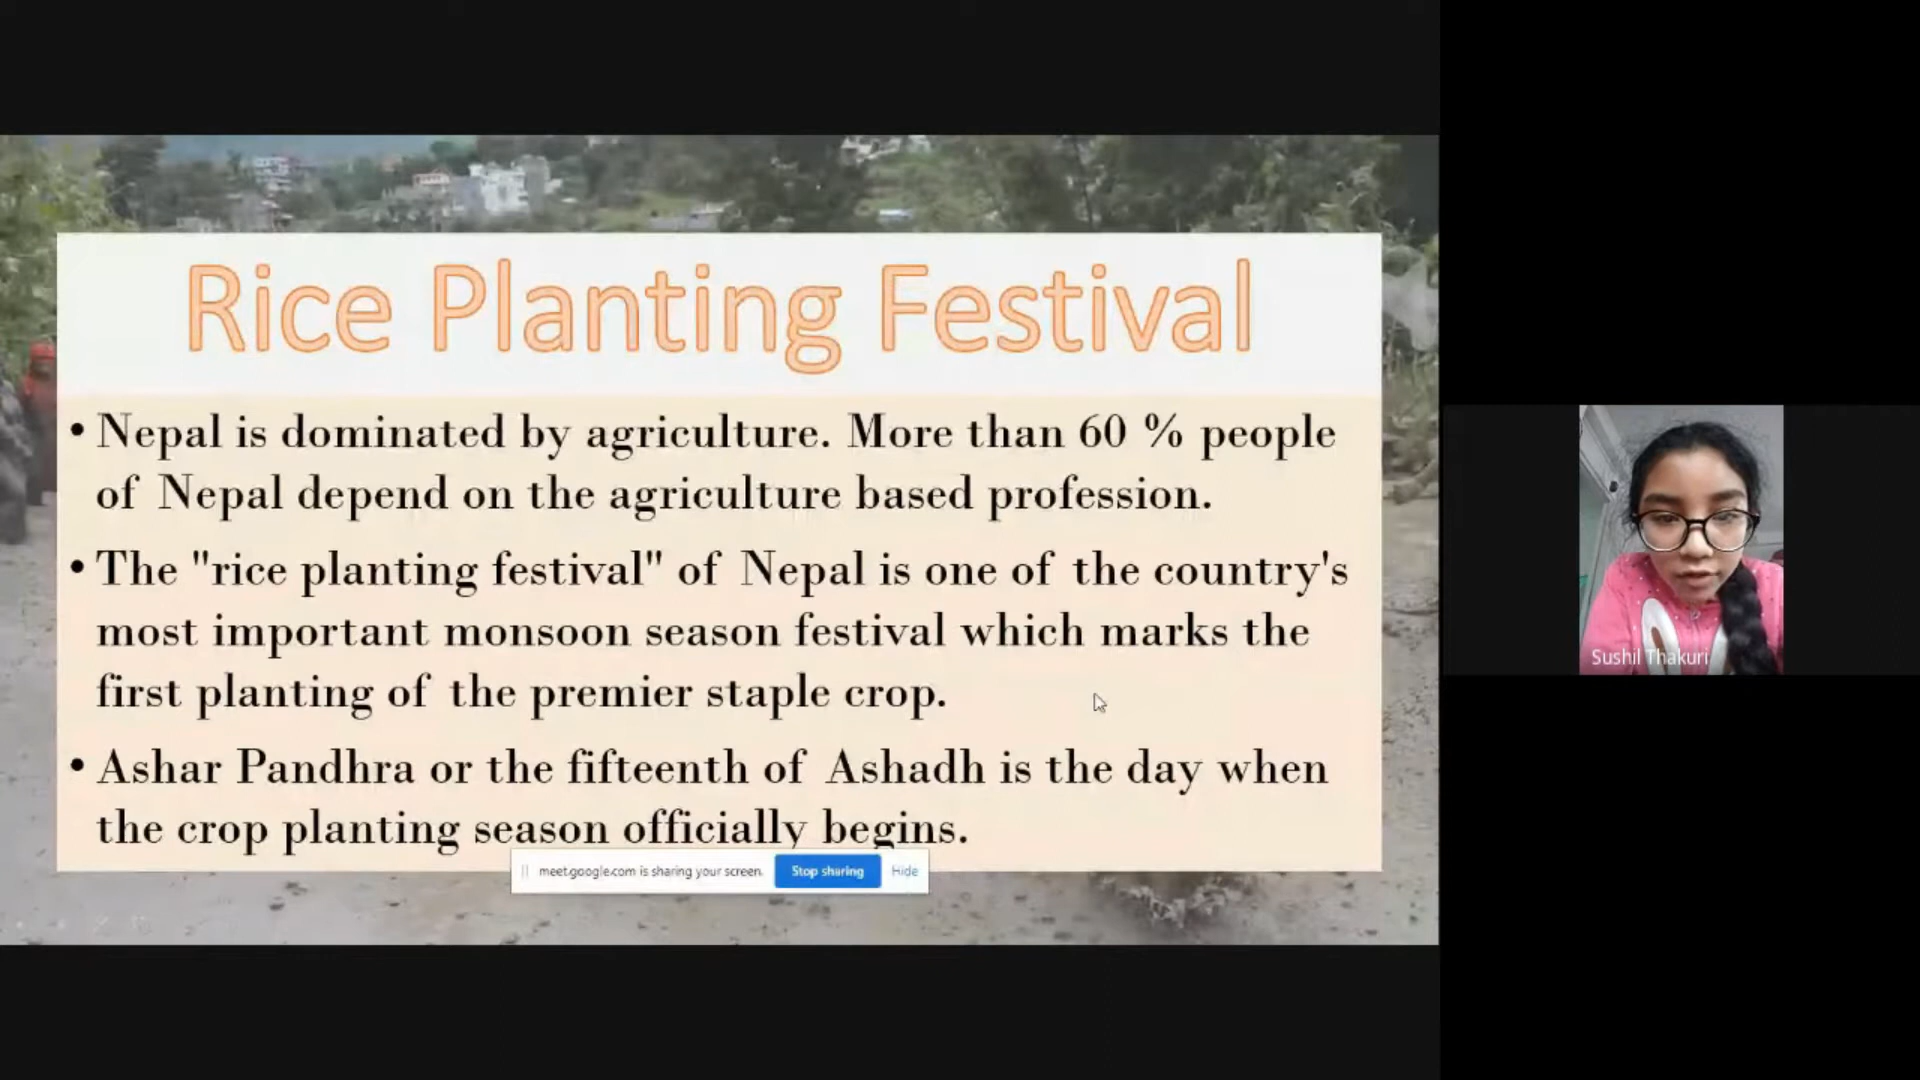 Rice Planting Festival
• Nepal is dominated by agriculture. More than 60 % people
of Nepal depend on the agriculture based profession.
• The "rice planting festival" of Nepal is one of the country's
most important monsoon season festival which marks the
first planting of the premier staple crop.
• Ashar Pandhra or the fifteenth of Ashadh is the day when
the crop planting season officially begins.
meet.google.com is sharing your screen. Stop sharing Hide
Sushil Thakuri